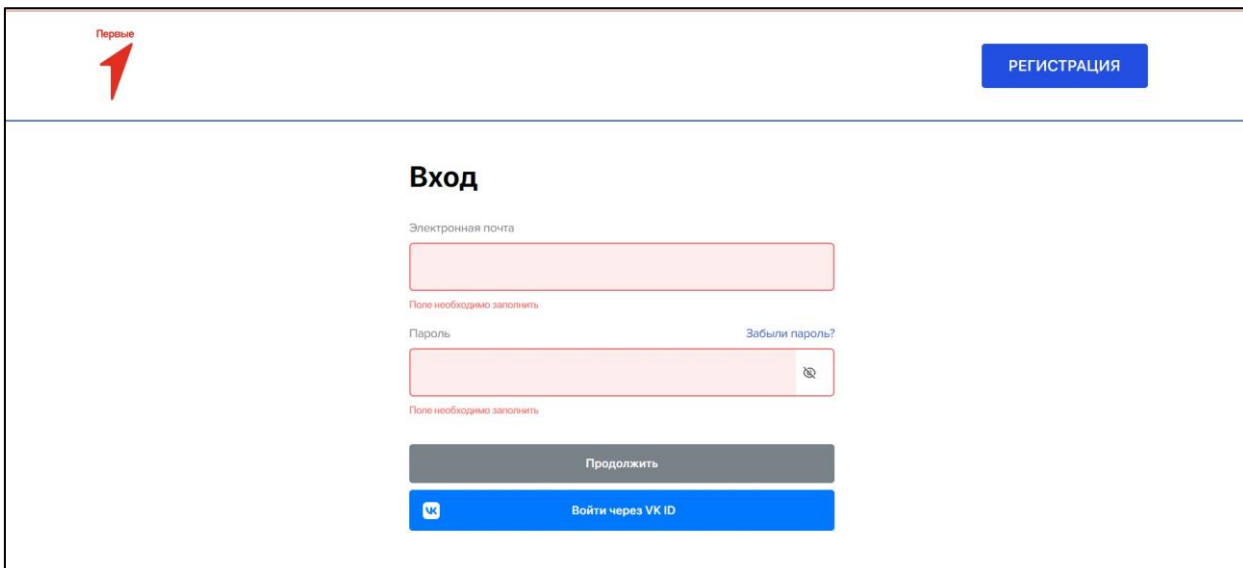 Первые
РЕГИСТРАЦИЯ
Вход
Электронная почта
Поле необходимо заполнить
Пароль
Забыли пароль?
Поле необходимо заполнить
Продолжить
Войти через VK ID